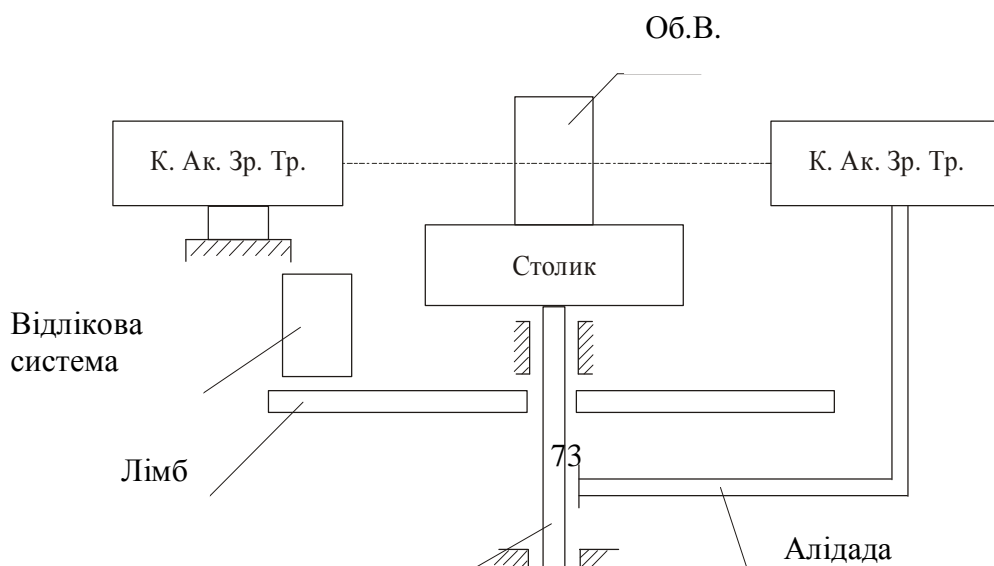 Об.В.
К. Ак. Зр. Тр.
К. Ак. Зр. Тр.
Столик
Відлікова
система
Лімб
73
Алідада